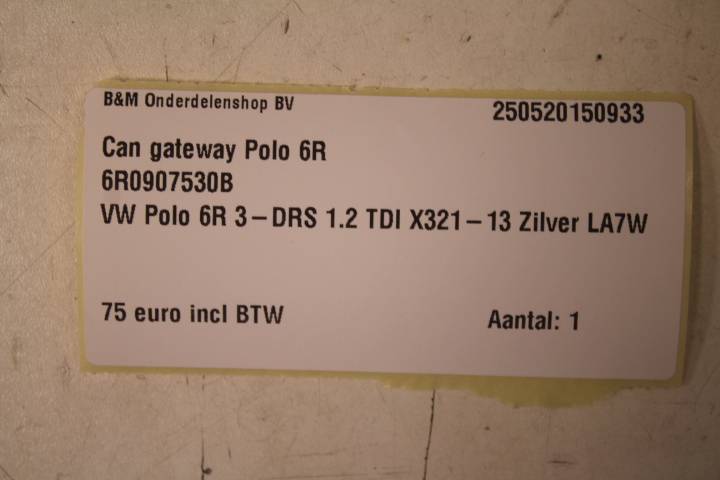 B&M Onderdelenshop BV 250520150933
Can gateway Polo 6R
6R0907530B
VW Polo 6R 3-DRS 1.2 TDI X321-13 Zilver LA7W
75 euro incl BTW Aantal: 1